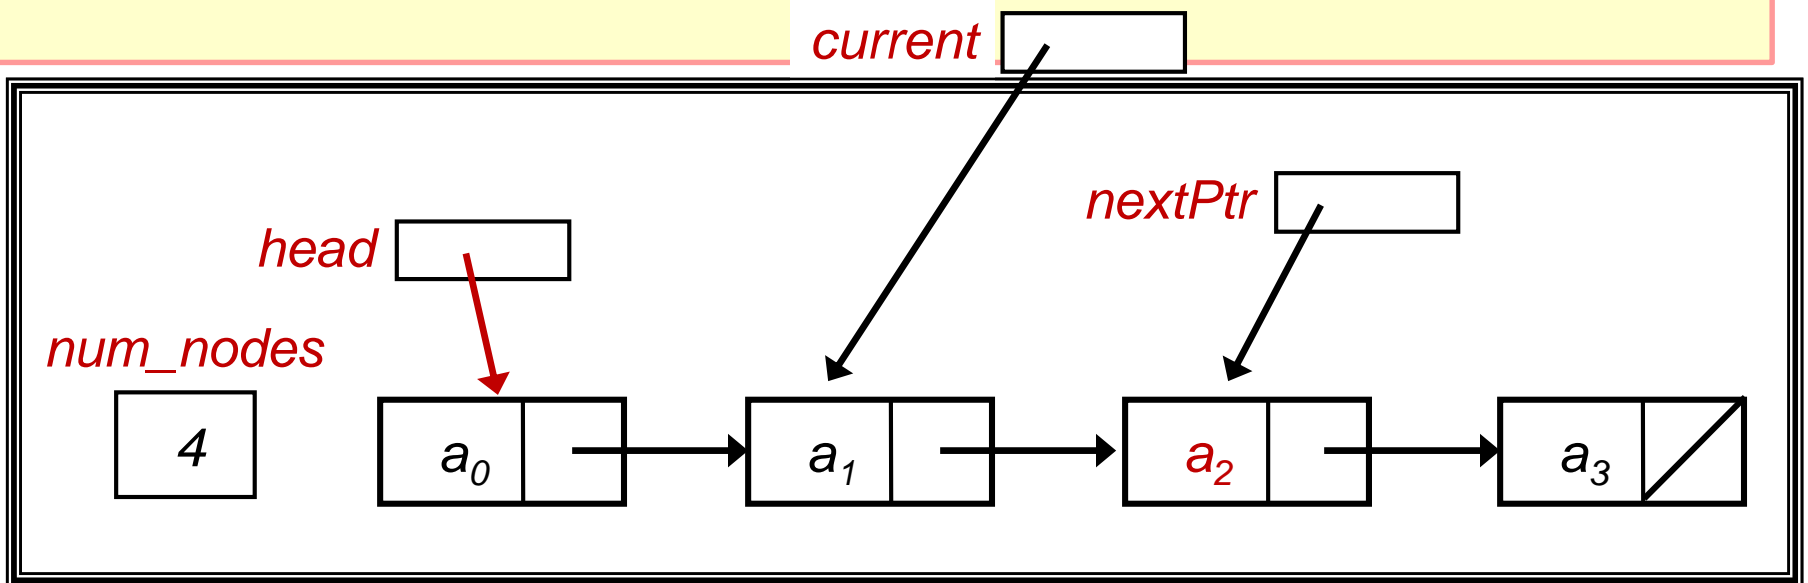 current
nextPtr
head
num_nodes
4
a₀
a₁
a₂
a₃